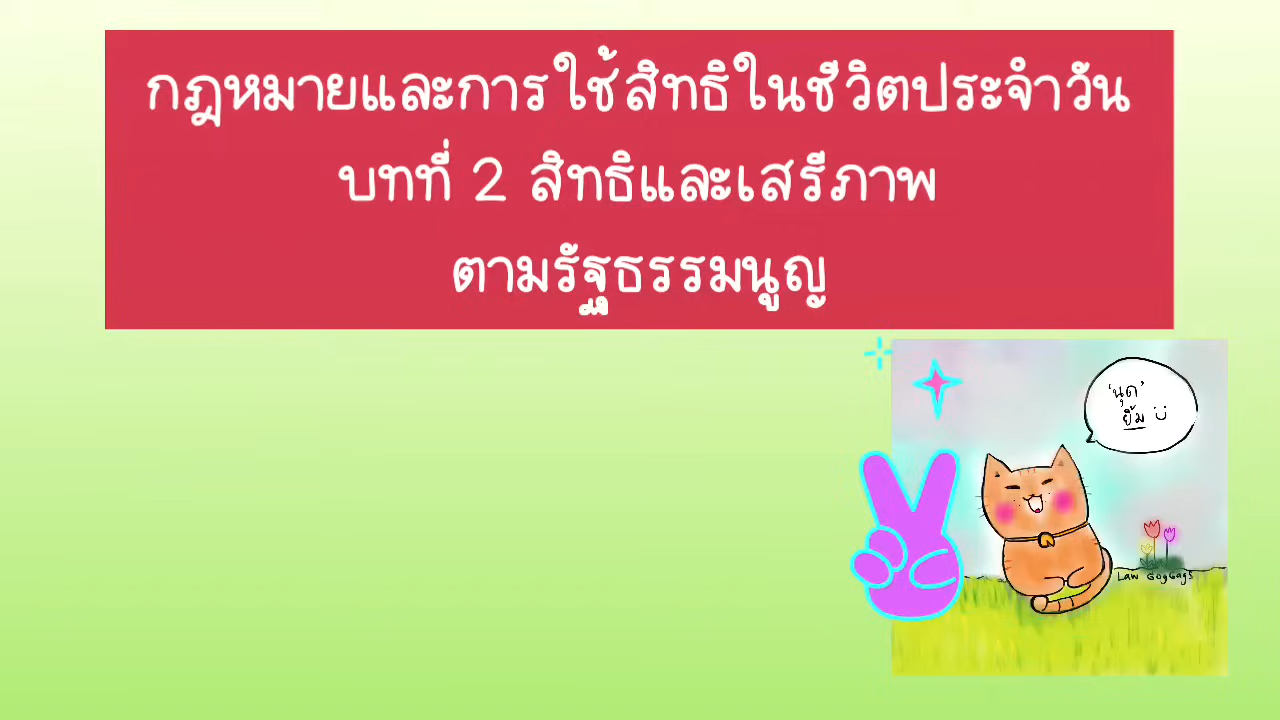 กฎหมายและการใช้สิทธิในชีวิตประจำวัน
บทที่ 2 สิทธิและเสรีภาพ
ตามรัฐธรรมนูญ
'นุด'
ยิ้ม
Law GogGags